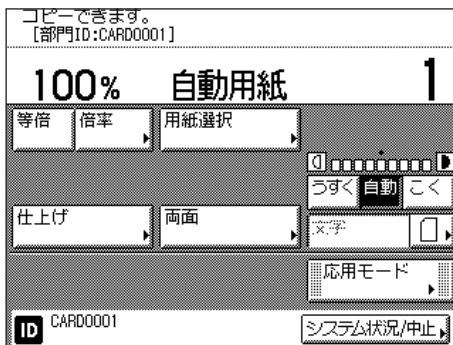 コピーできます。
[部門ID:CARD0001]
100% 自動用紙 1
等倍 倍率 用紙選択
うすく 自動 こく
仕上げ 両面 文字
応用モード
ID CARD0001 システム状況/中止